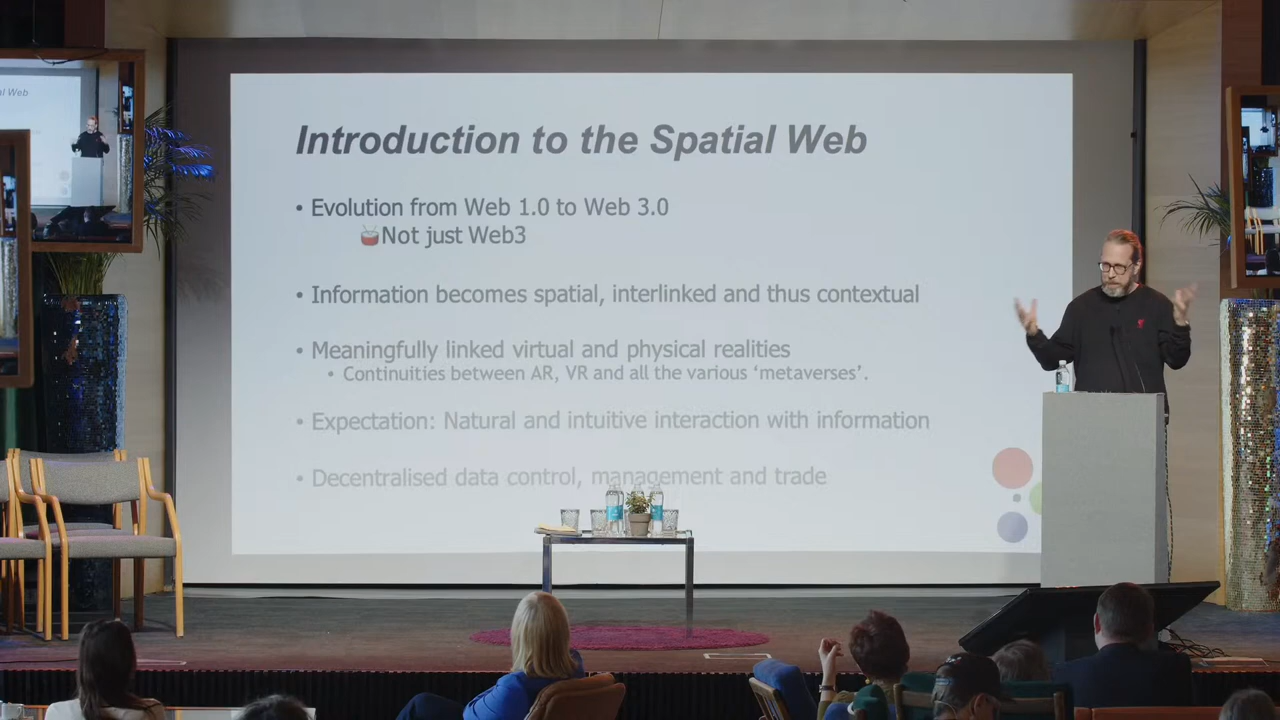 al Web
Introduction to the Spatial Web
• Evolution from Web 1.0 to Web 3.0
🥁Not just Web3
• Information becomes spatial, interlinked and thus contextual
• Meaningfully linked virtual and physical realities
• Continuities between AR, VR and all the various ‘metaverses’.
• Expectation: Natural and intuitive interaction with information
• Decentralised data control, management and trade